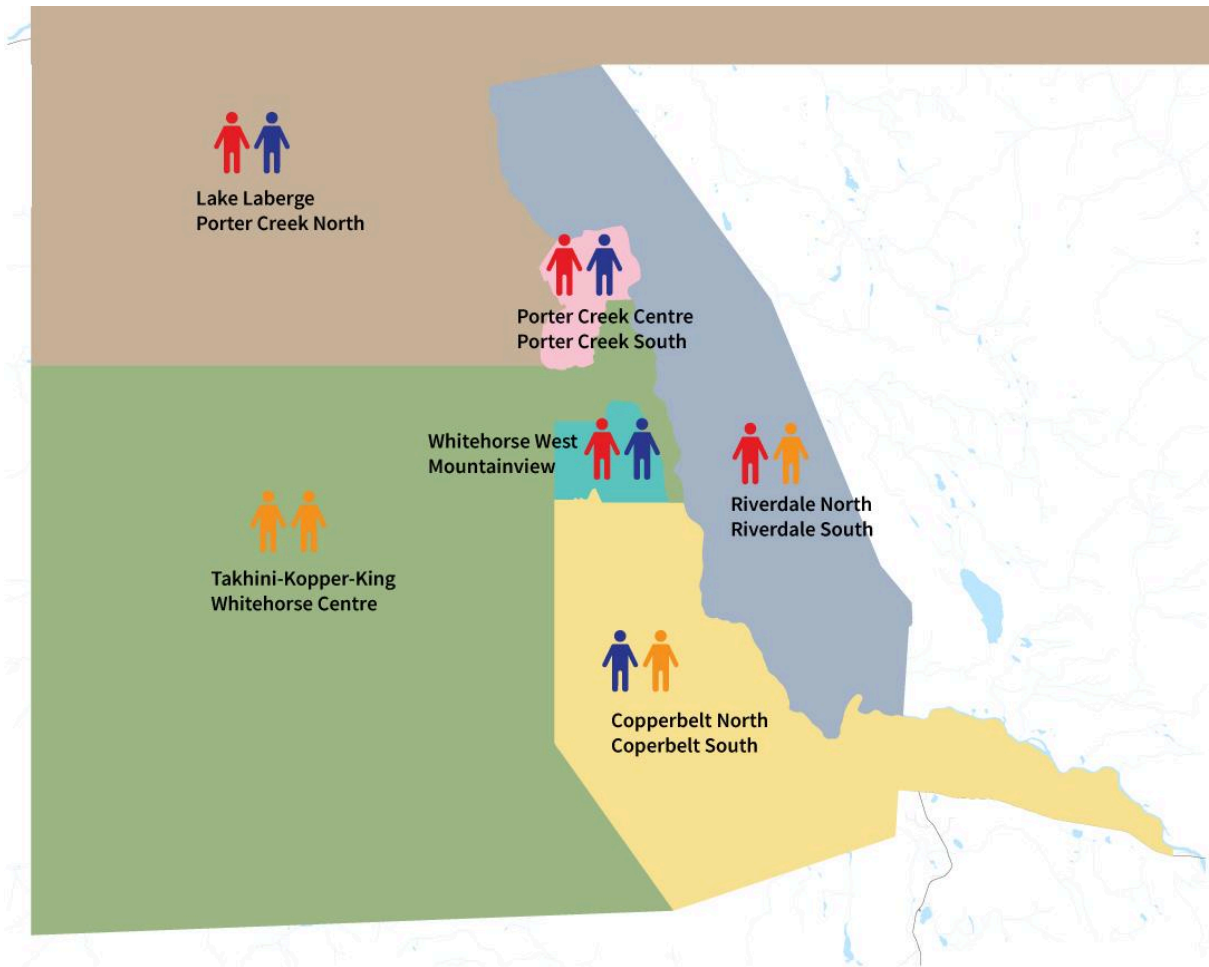 Lake Laberge
Porter Creek North
Porter Creek Centre
Porter Creek South
Whitehorse West
Mountainview
Riverdale North
Riverdale South
Takhini-Kopper-King
Whitehorse Centre
Copperbelt North
Coperbelt South